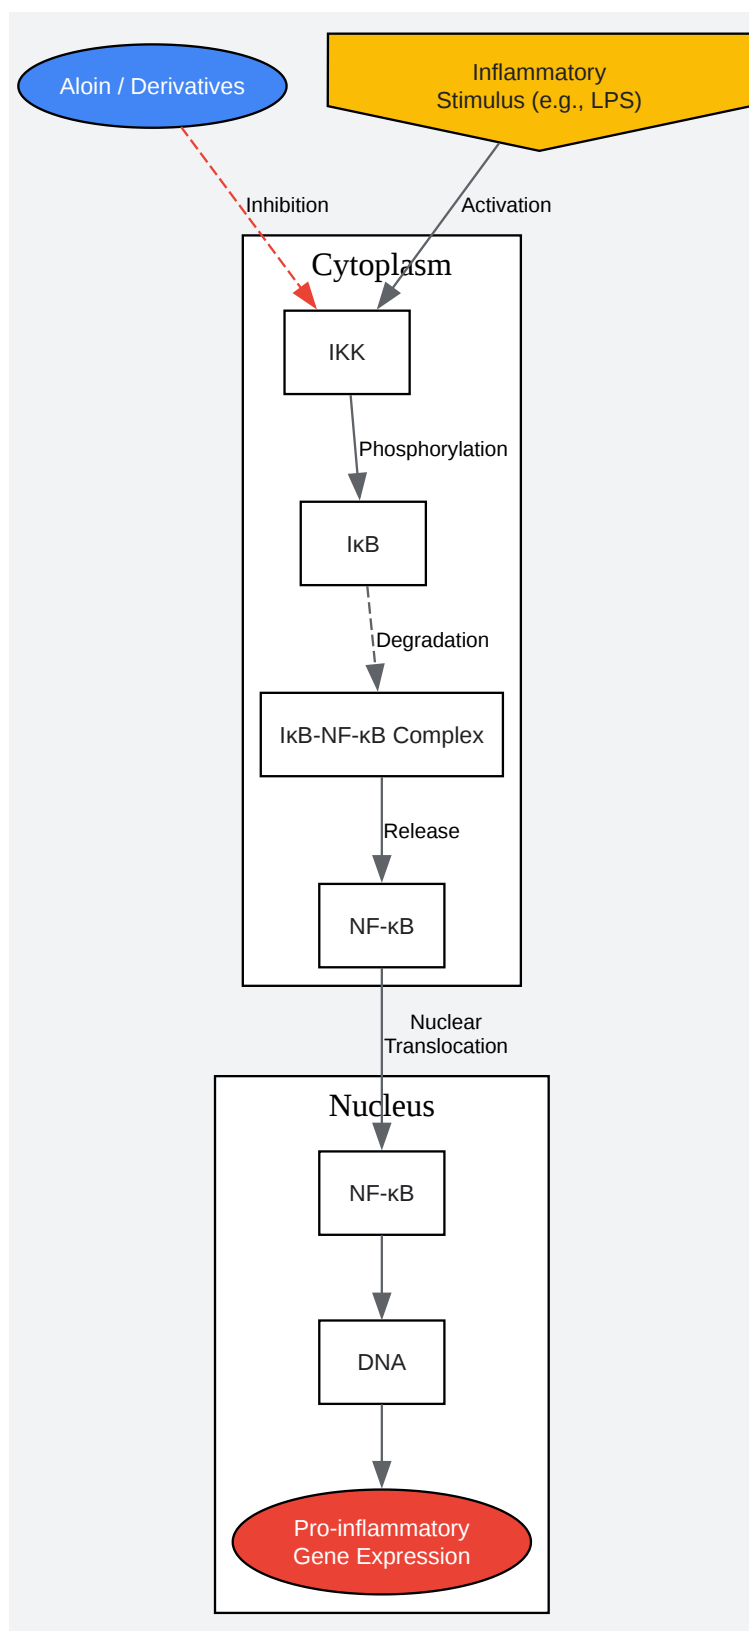 Aloin / Derivatives
Inflammatory
Stimulus (e.g., LPS)
Inhibition
Activation
Cytoplasm
IKK
Phosphorylation
IκB
Degradation
IκB-NF-κB Complex
Release
NF-κB
Nuclear
Translocation
Nucleus
NF-κB
DNA
Pro-inflammatory
Gene Expression